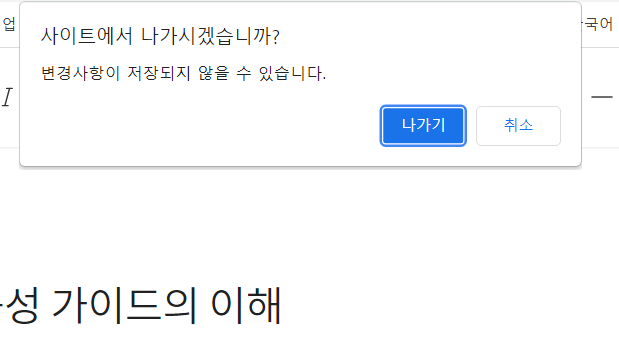 업
사이트에서 나가시겠습니까?
국어
변경사항이 저장되지 않을 수 있습니다.
나가기 취소
성 가이드의 이해